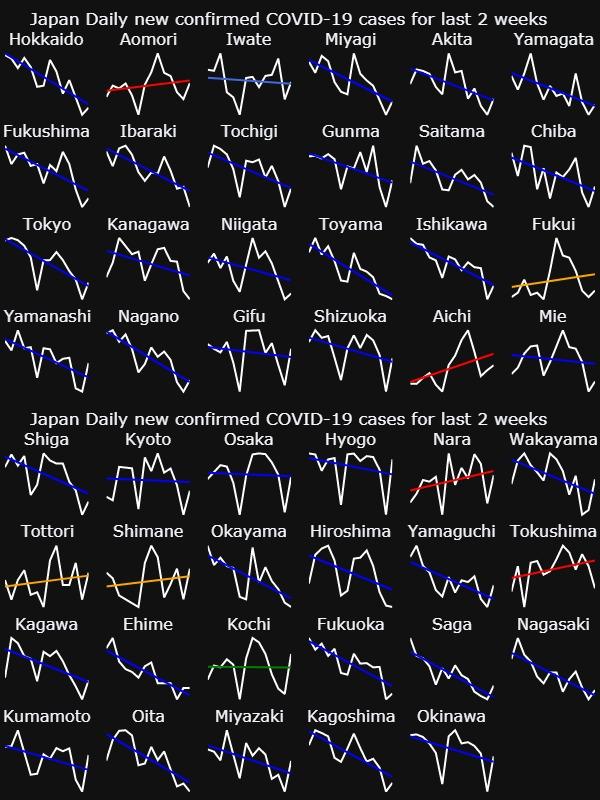 Japan Daily new confirmed COVID-19 cases for last 2 weeks
Hokkaido Aomori Iwate Miyagi Akita Yamagata
Fukushima Ibaraki Tochigi Gunma Saitama Chiba
Tokyo Kanagawa Niigata Toyama Ishikawa Fukui
Yamanashi Nagano Gifu Shizuoka Aichi Mie
Japan Daily new confirmed COVID-19 cases for last 2 weeks
Shiga Kyoto Osaka Hyogo Nara Wakayama
Tottori Shimane Okayama Hiroshima Yamaguchi Tokushima
Kagawa Ehime Kochi Fukuoka Saga Nagasaki
Kumamoto Oita Miyazaki Kagoshima Okinawa